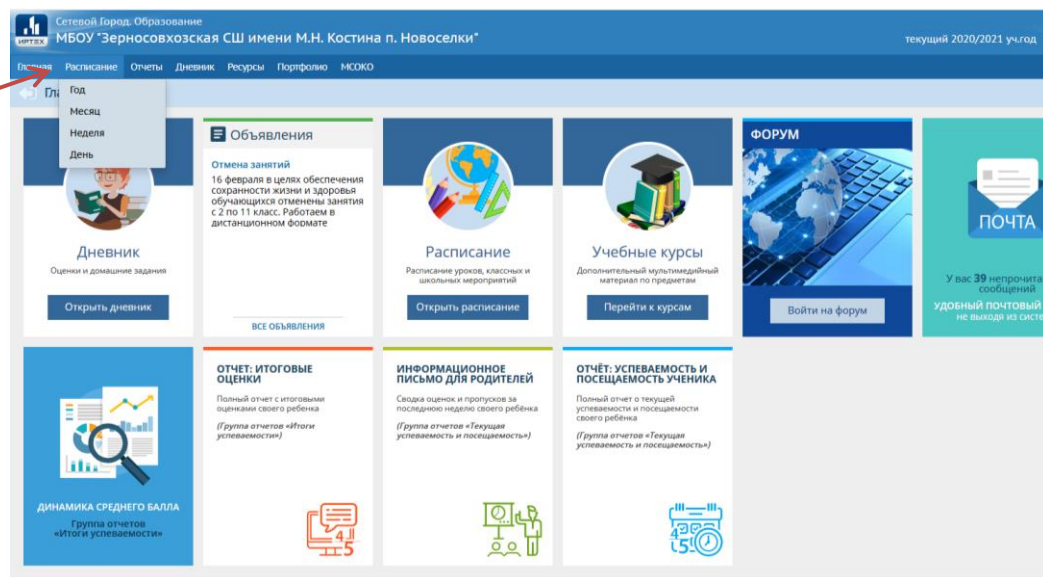 Сетевой Город. Образование
МБОУ "Зерносовхозская СШ имени М.Н. Костина п. Новоселки"
ИРТЕХ
текущий 2020/2021 уч.год
Главная Расписание Отчеты Дневник Ресурсы Портфолио МСОКО
Гла
Год
Месяц
Неделя
День
Дневник
Оценки и домашние задания
Открыть дневник
Объявления
Отмена занятий
16 февраля в целях обеспечения
сохранности жизни и здоровья
обучающихся отменены занятия
с 2 по 11 класс. Работаем в
дистанционном формате
ВСЕ ОБЪЯВЛЕНИЯ
Расписание
Расписание уроков, классных и
школьных мероприятий
Открыть расписание
Учебные курсы
Дополнительный мультимедийный
материал по предметам
Перейти к курсам
ФОРУМ
Войти на форум
ПОЧТА
У вас 39 непрочита
сообщений
УДОБНЫЙ ПОЧТОВЫЙ
не выходя из систе
ДИНАМИКА СРЕДНЕГО БАЛЛА
Группа отчетов
«Итоги успеваемости»
ОТЧЕТ: ИТОГОВЫЕ
ОЦЕНКИ
Полный отчет с итоговыми
оценками своего ребенка
(Группа отчетов «Итоги
успеваемости»)
4
5
ИНФОРМАЦИОННОЕ
ПИСЬМО ДЛЯ РОДИТЕЛЕЙ
Сводка оценок и пропусков за
последнюю неделю своего ребёнка
(Группа отчетов «Текущая
успеваемость и посещаемость»)
ОТЧЁТ: УСПЕВАЕМОСТЬ И
ПОСЕЩАЕМОСТЬ УЧЕНИКА
Полный отчет о текущей
успеваемости и посещаемости
своего ребёнка
(Группа отчетов «Текущая
успеваемость и посещаемость»)
4
5